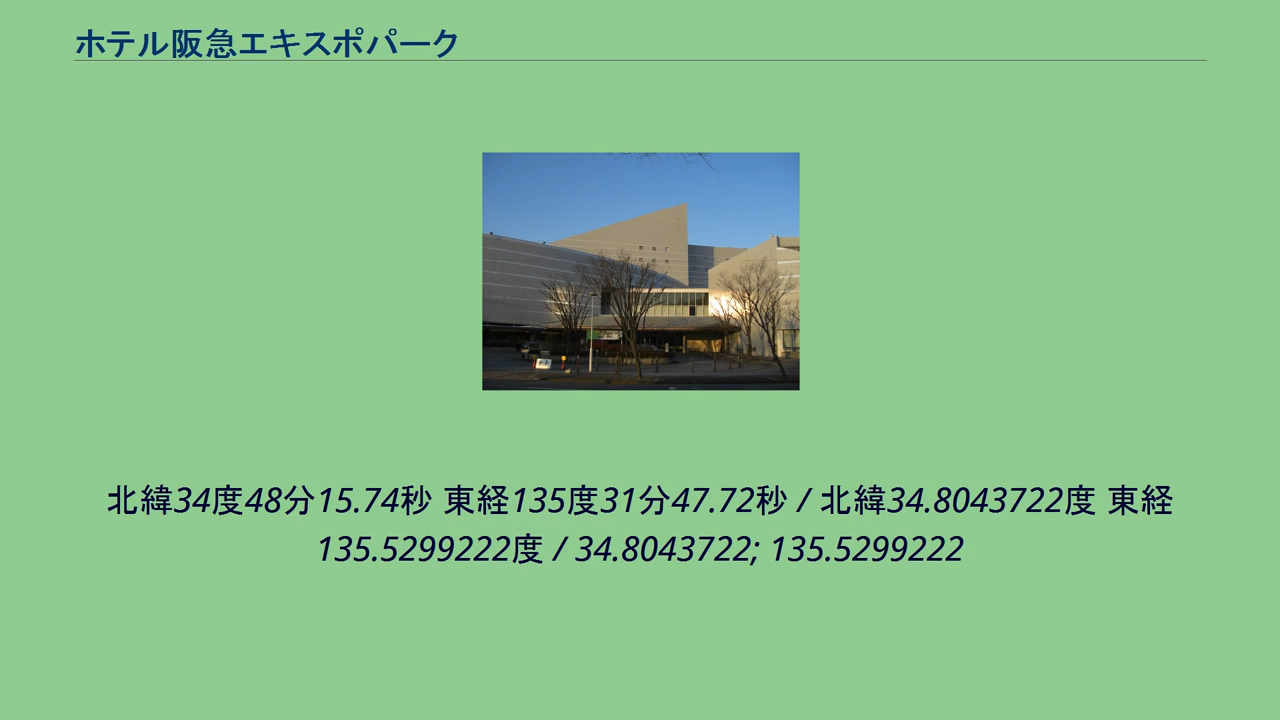 ホテル阪急エキスポパーク
北緯34度48分15.74秒 東経135度31分47.72秒 / 北緯34.8043722度 東経
135.5299222度 / 34.8043722; 135.5299222